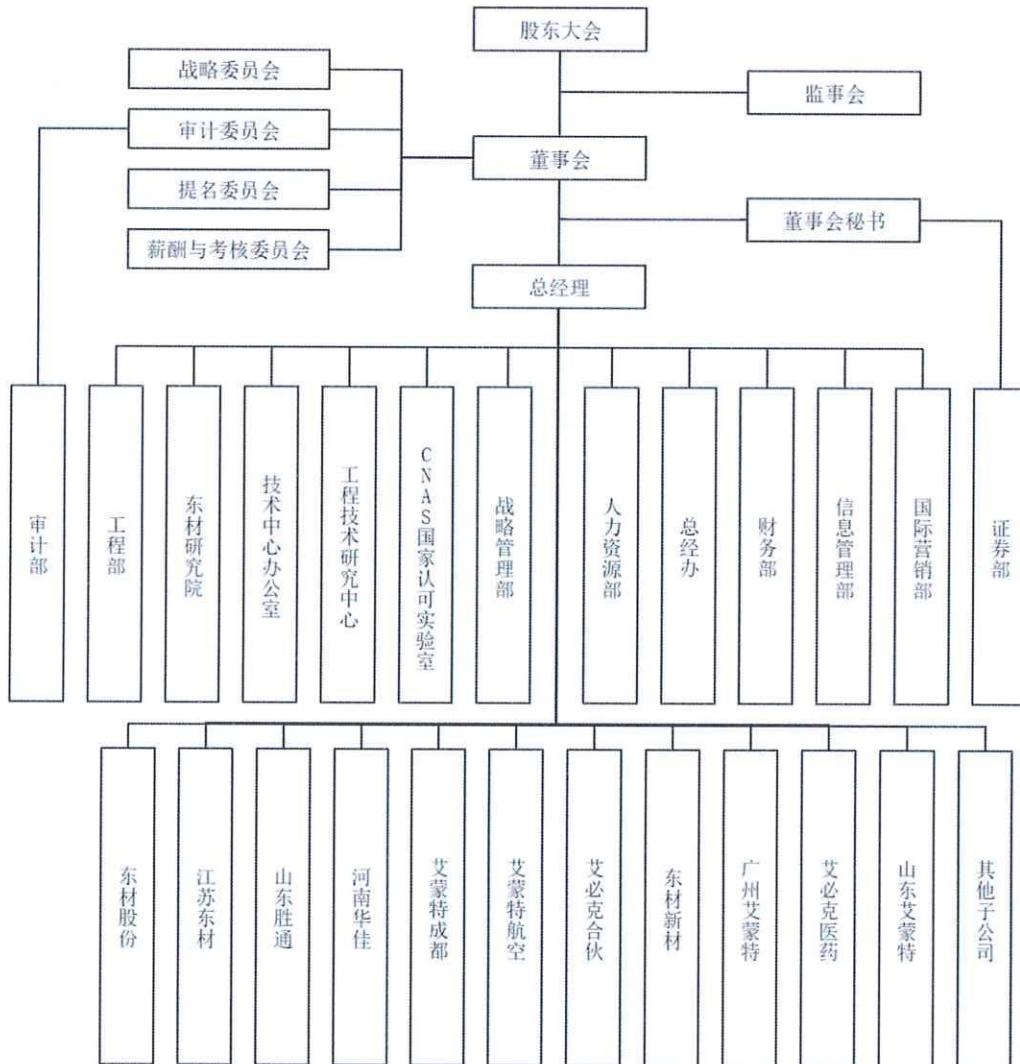 股东大会
战略委员会
监事会
审计委员会
董事会
提名委员会
董事会秘书
薪酬与考核委员会
总经理
审计部
工程部
东材研究院
技术中心办公室
工程技术研究中心
CNAS国家认可实验室
战略管理部
人力资源部
总经办
财务部
信息管理部
国际营销部
证券部
东材股份
江苏东材
山东胜通
河南华佳
艾蒙特成都
艾蒙特航空
艾必克合伙
东材新材
广州艾蒙特
艾必克医药
山东艾蒙特
其他子公司